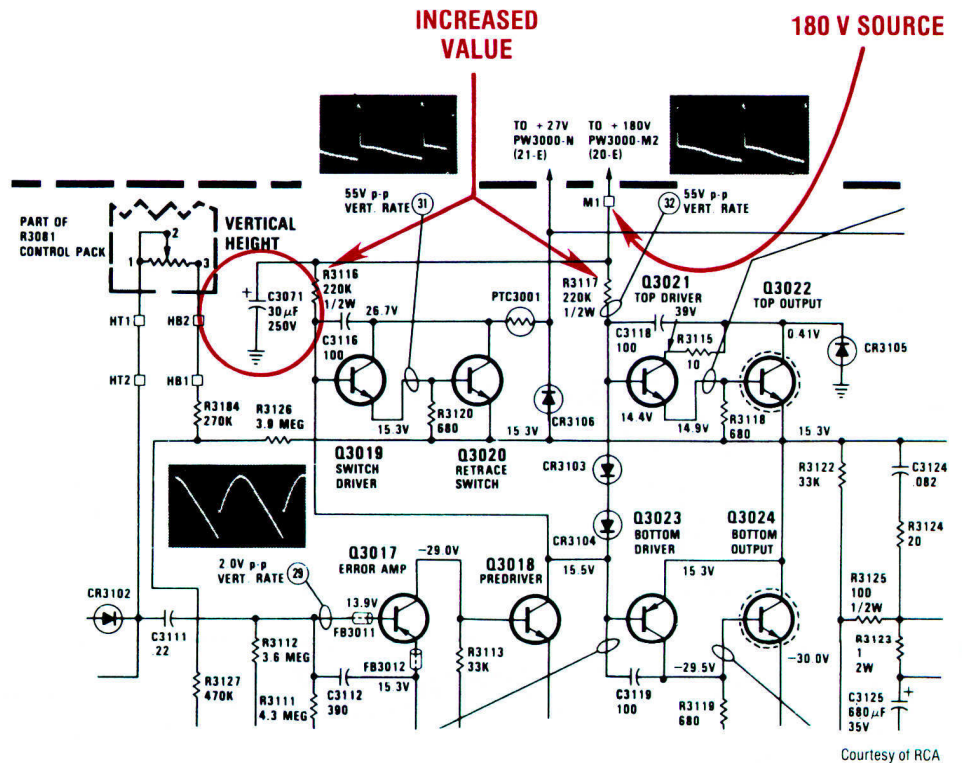 INCREASED
VALUE
180 V SOURCE
TO + 27V
PW3000-N
(21-E)
TO + 180V
PW3000-M2
(20-E)
PART OF
R3081
CONTROL PACK
VERTICAL
HEIGHT
1
2
3
55V p-p
VERT. RATE
31
M1
55V p-p
VERT. RATE
32
HT1
HB2
HT2
HB1
+
C3071
30 µF
250V
R3116
220K
1/2W
26.7V
C3116
100
PTC3001
R3117
220K
1/2W
C3118
100
Q3021
TOP DRIVER
39V
R3115
10
Q3022
TOP OUTPUT
0.41V
CR3105
R3184
270K
R3126
3.9 MEG
15.3V
R3120
680
15.3V
CR3106
14.4V
14.9V
R3118
680
15.3V
Q3019
SWITCH
DRIVER
Q3020
RETRACE
SWITCH
CR3103
R3122
33K
C3124
.082
CR3104
Q3023
BOTTOM
DRIVER
Q3024
BOTTOM
OUTPUT
R3124
20
2.0V p-p
VERT. RATE
29
Q3017
ERROR AMP
-29.0V
Q3018
PREDRIVER
15.5V
15.3V
CR3102
C3111
.22
13.9V
FB3011
R3125
100
1/2W
R3112
3.6 MEG
FB3012
R3113
33K
R3123
1
2W
R3127
470K
R3111
4.3 MEG
C3112
390
15.3V
C3119
100
-29.5V
R3119
680
-30.0V
C3125
680 µF
35V
+
Courtesy of RCA